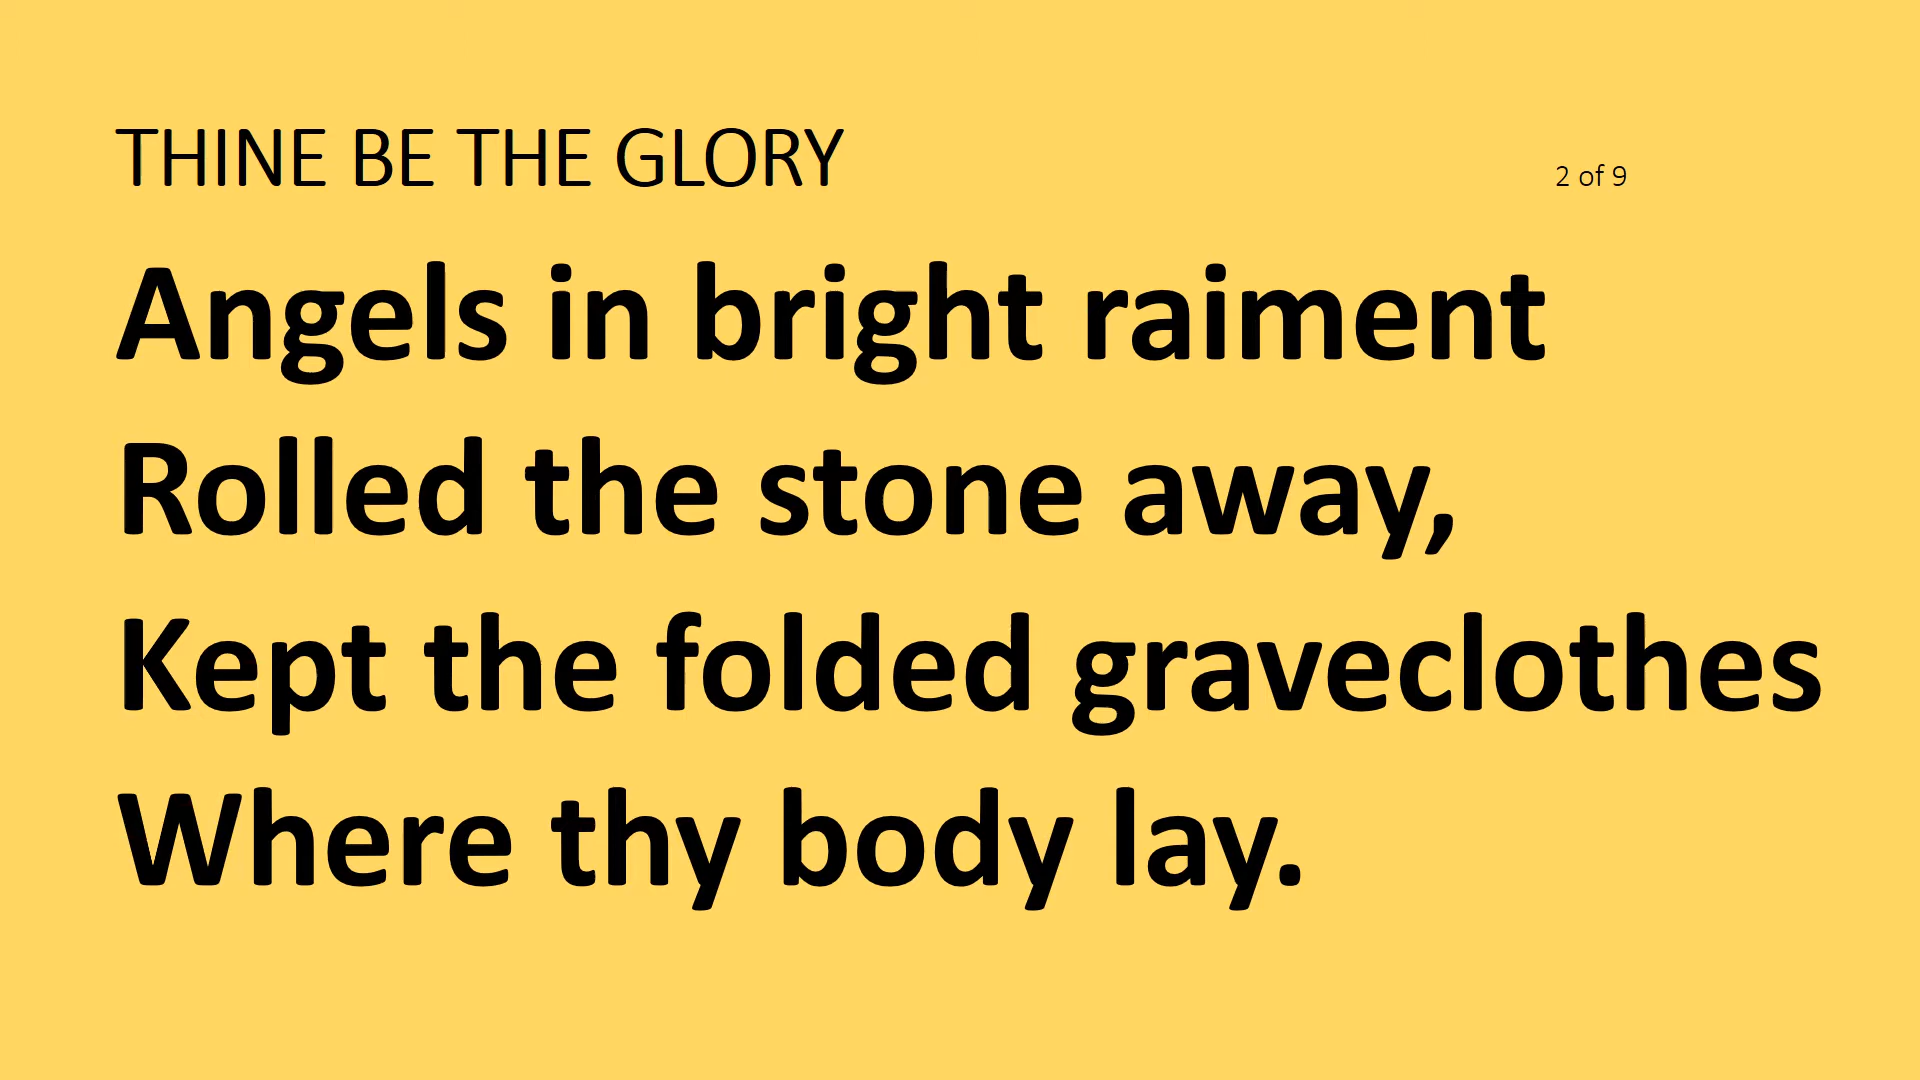 THINE BE THE GLORY
2 of 9
Angels in bright raiment
Rolled the stone away,
Kept the folded graveclothes
Where thy body lay.